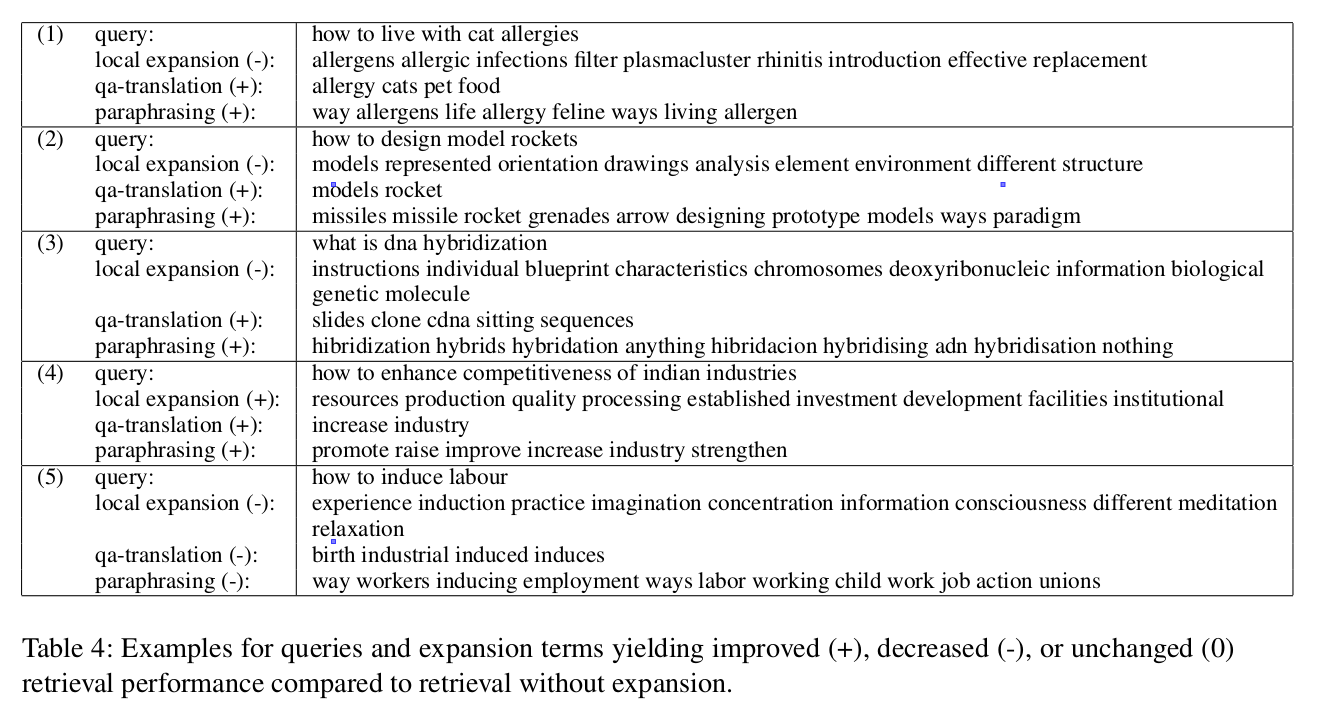 (1) query: how to live with cat allergies
local expansion (-): allergens allergic infections filter plasmacluster rhinitis introduction effective replacement
qa-translation (+): allergy cats pet food
paraphrasing (+): way allergens life allergy feline ways living allergen
(2) query: how to design model rockets
local expansion (-): models represented orientation drawings analysis element environment different structure
qa-translation (+): models rocket
paraphrasing (+): missiles missile rocket grenades arrow designing prototype models ways paradigm
(3) query: what is dna hybridization
local expansion (-): instructions individual blueprint characteristics chromosomes deoxyribonucleic information biological
genetic molecule
qa-translation (+): slides clone cdna sitting sequences
paraphrasing (+): hibridization hybrids hybridation anything hibridacion hybridising adn hybridisation nothing
(4) query: how to enhance competitiveness of indian industries
local expansion (+): resources production quality processing established investment development facilities institutional
qa-translation (+): increase industry
paraphrasing (+): promote raise improve increase industry strengthen
(5) query: how to induce labour
local expansion (-): experience induction practice imagination concentration information consciousness different meditation
relaxation
qa-translation (-): birth industrial induced induces
paraphrasing (-): way workers inducing employment ways labor working child work job action unions
Table 4: Examples for queries and expansion terms yielding improved (+), decreased (-), or unchanged (0)
retrieval performance compared to retrieval without expansion.